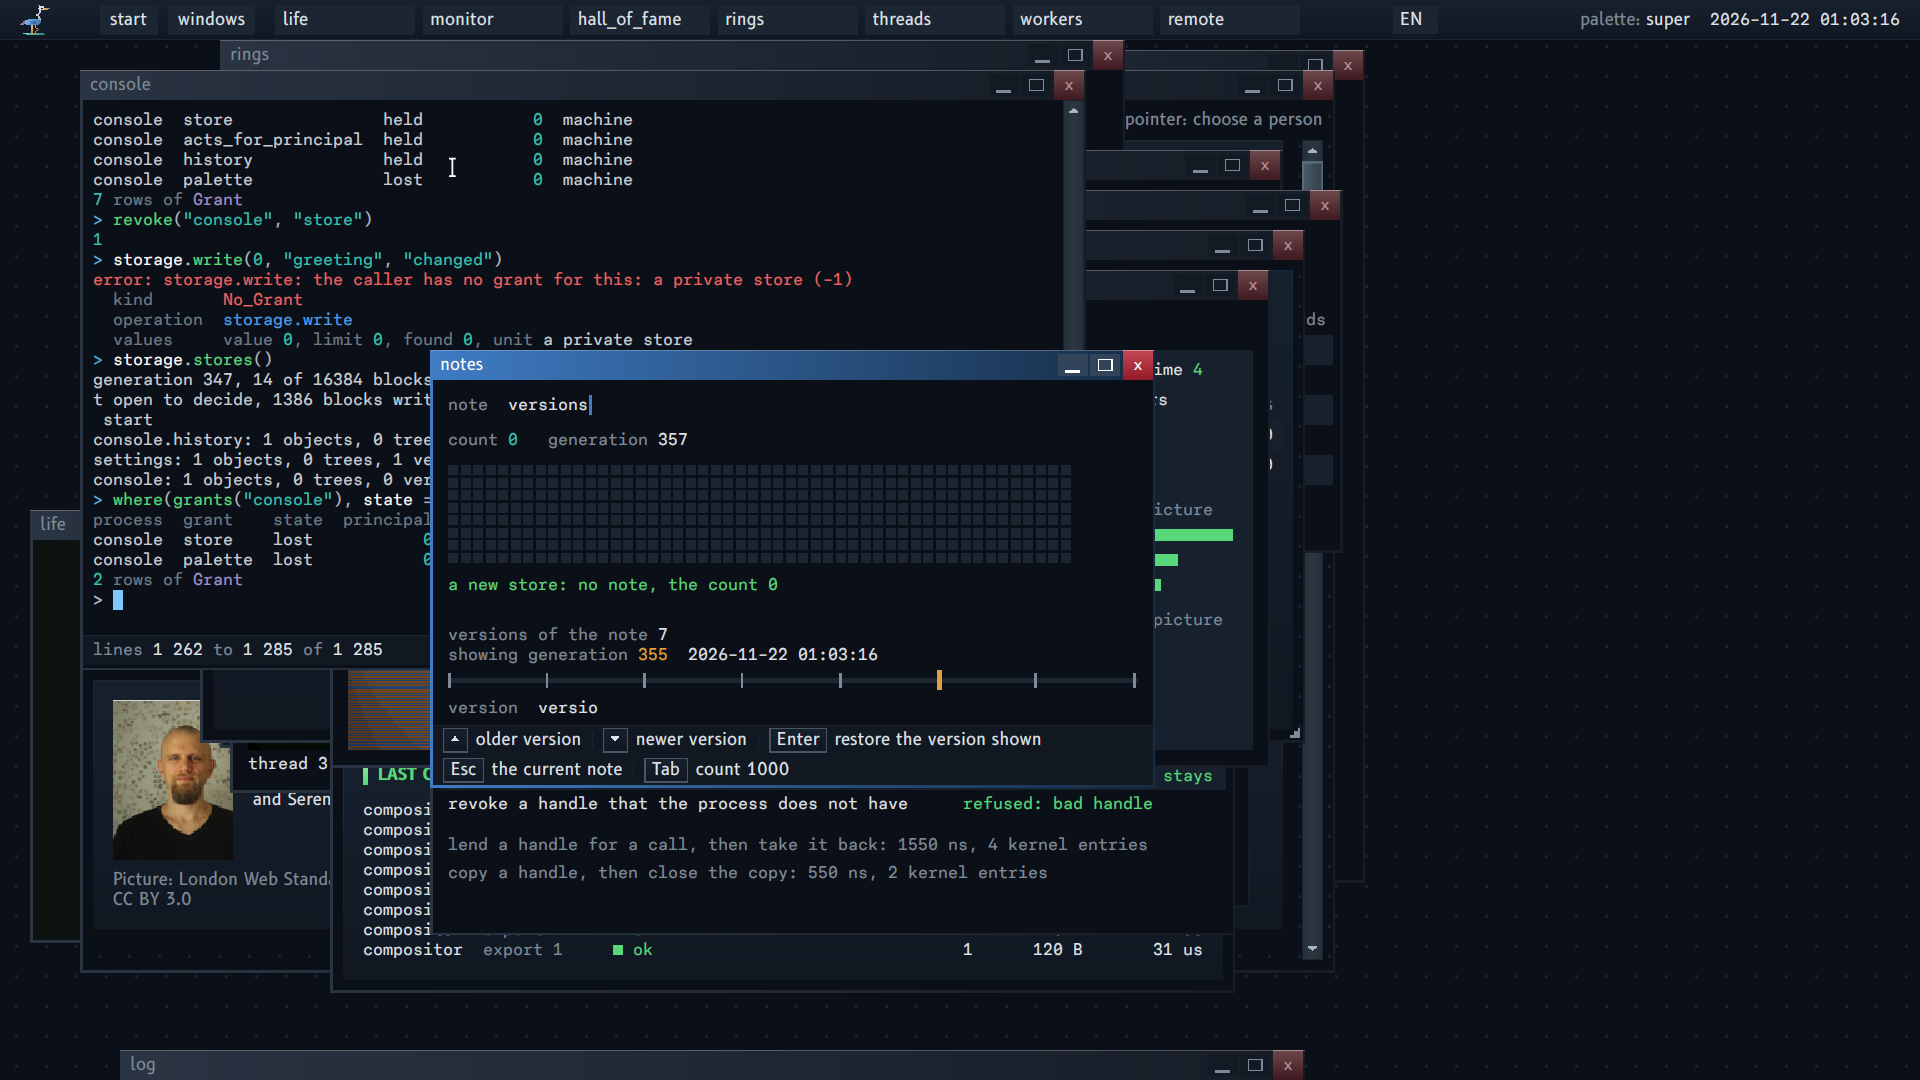 start windows life monitor hall_of_fame rings threads workers remote EN palette: super 2026-11-22 01:03:16
rings
console
console store held 0 machine
console acts_for_principal held 0 machine
console history held 0 machine
console palette lost 0 machine
7 rows of Grant
> revoke("console", "store")
1
> storage.write(0, "greeting", "changed")
error: storage.write: the caller has no grant for this: a private store (-1)
kind No_Grant
operation storage.write
values value 0, limit 0, found 0, unit a private store
> storage.stores()
generation 347, 14 of 16384 blocks
t open to decide, 1386 blocks writ
start
console.history: 1 objects, 0 tree
settings: 1 objects, 0 trees, 1 ve
console: 1 objects, 0 trees, 0 ver
> where(grants("console"), state =
process grant state principal
console store lost 0
console palette lost 0
2 rows of Grant
>
lines 1 262 to 1 285 of 1 285
pointer: choose a person
ds
ime 4
rs
icture
picture
life
notes
note versions
count 0 generation 357
a new store: no note, the count 0
versions of the note 7
showing generation 355 2026-11-22 01:03:16
version versio
older version newer version Enter restore the version shown
Esc the current note Tab count 1000
thread 3
and Seren
Picture: London Web Standa
CC BY 3.0
LAST C
stays
revoke a handle that the process does not have refused: bad handle
lend a handle for a call, then take it back: 1550 ns, 4 kernel entries
copy a handle, then close the copy: 550 ns, 2 kernel entries
composi
composi
composi
composi
composi
composi
composi
compositor export 1 ok 1 120 B 31 us
log